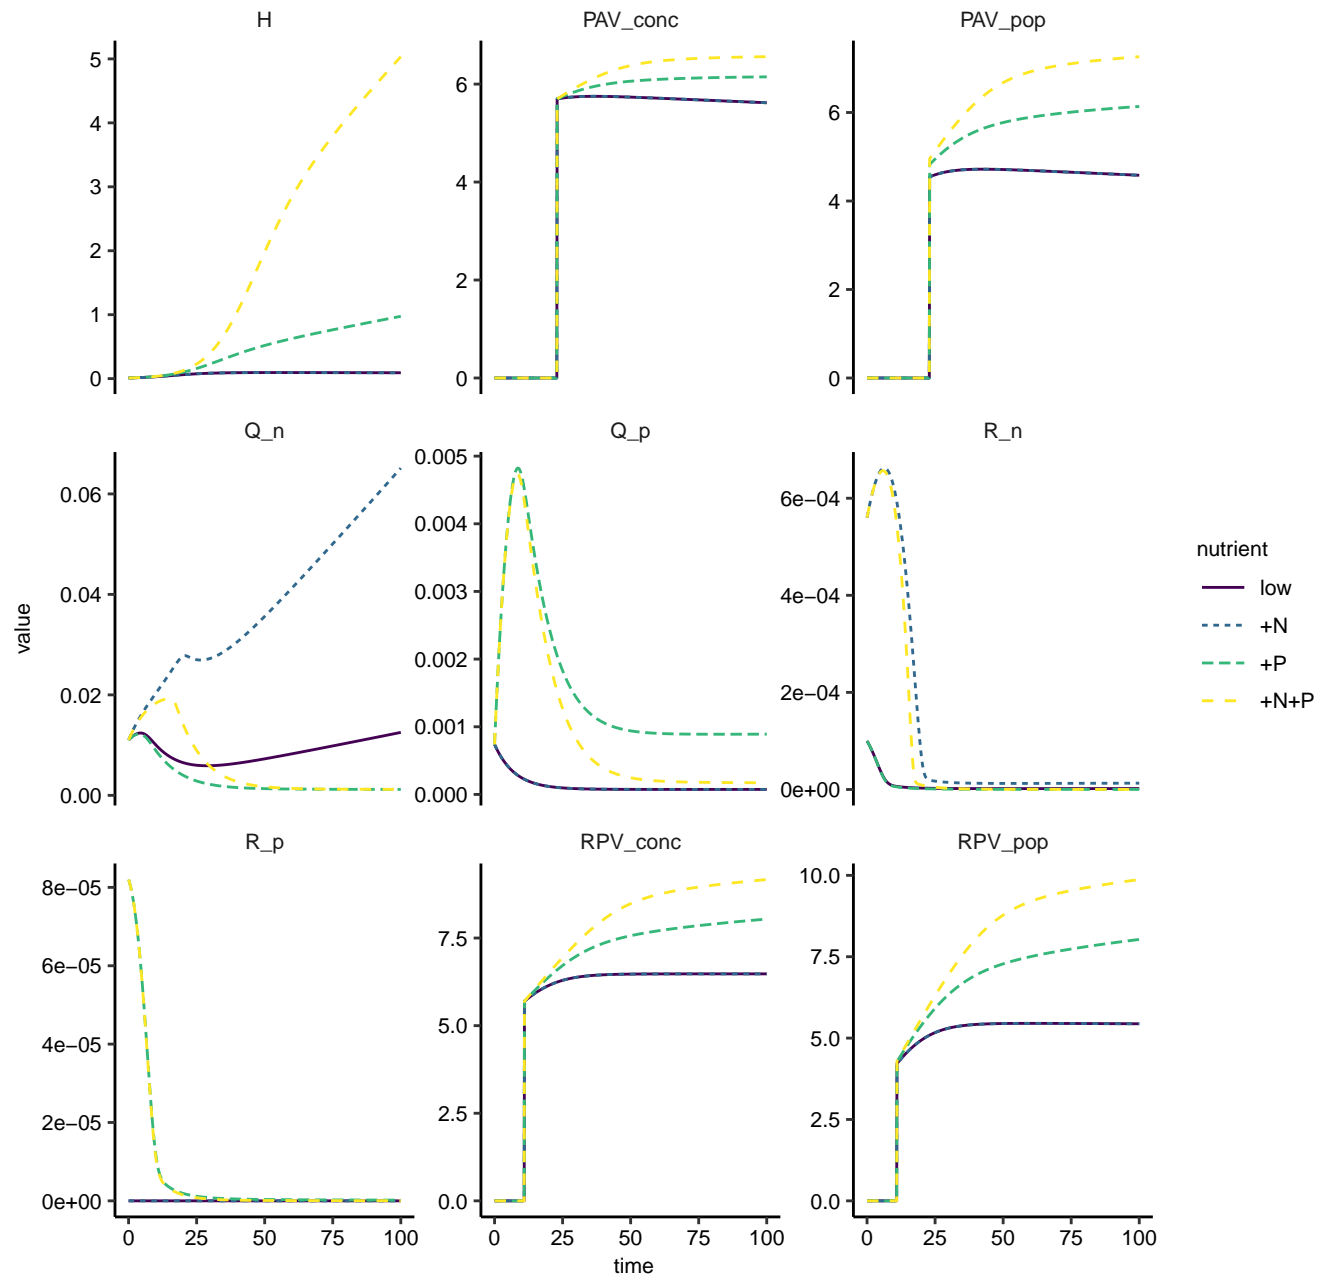 H
PAV_conc
PAV_pop
5
4
3
2
1
0
6
4
2
0
6
4
2
0
Q_n
Q_p
R_n
0.06
0.04
0.02
0.00
0.005
0.004
0.003
0.002
0.001
0.000
6e−04
4e−04
2e−04
0e+00
R_p
RPV_conc
RPV_pop
8e−05
6e−05
4e−05
2e−05
0e+00
7.5
5.0
2.5
0.0
10.0
7.5
5.0
2.5
0.0
0 25 50 75 100
0 25 50 75 100
0 25 50 75 100
time
value
nutrient
low
+N
+P
+N+P